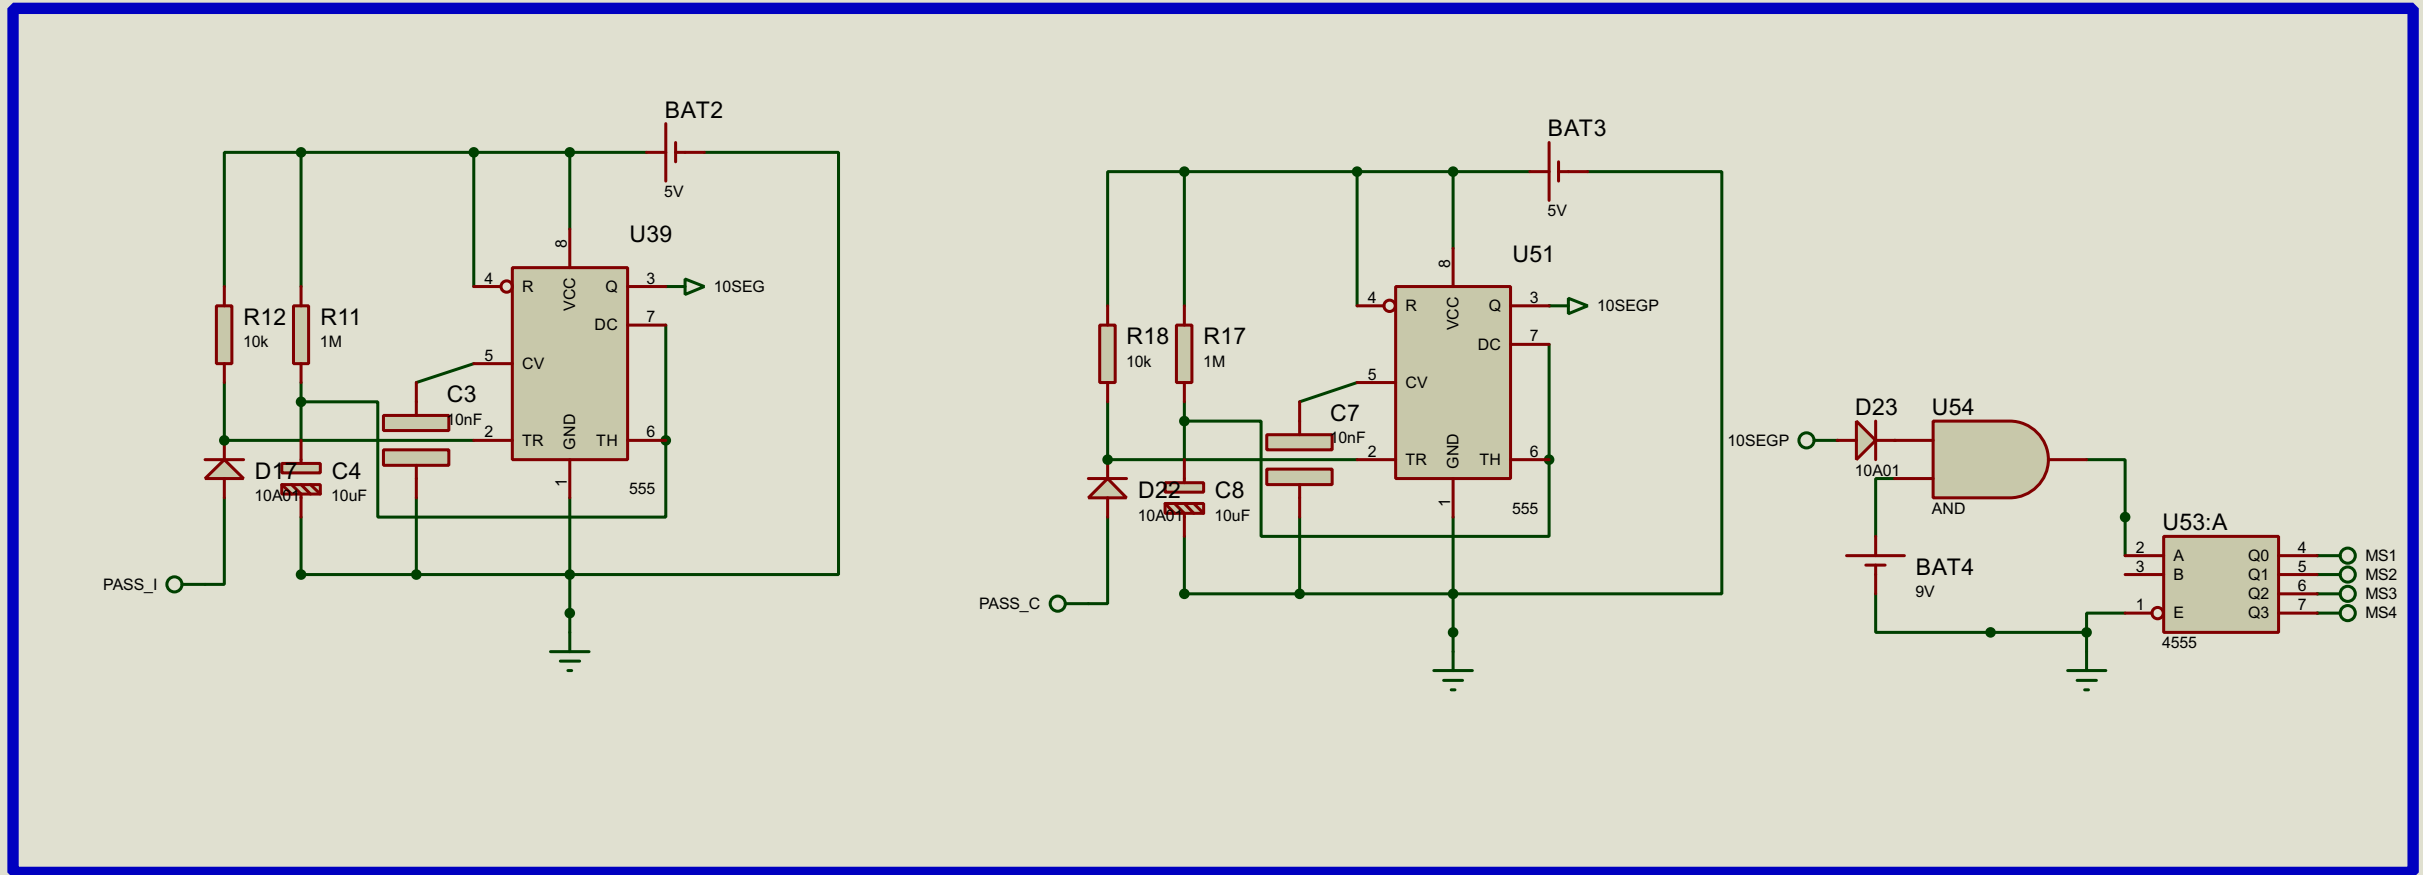 BAT2
5V
U39
8
VCC
4
R
Q
3
10SEG
DC
7
R12
10k
R11
1M
5
CV
C3
10nF
2
TR
GND
TH
6
1
555
D17
10A01
C4
10uF
PASS_I
BAT3
5V
U51
8
VCC
4
R
Q
3
10SEGP
DC
7
R18
10k
R17
1M
5
CV
C7
10nF
2
TR
GND
TH
6
1
555
D22
10A01
C8
10uF
PASS_C
10SEGP
D23
10A01
U54
AND
BAT4
9V
U53:A
2
A
Q0
4
MS1
3
B
Q1
5
MS2
Q2
6
MS3
1
E
Q3
7
MS4
4555